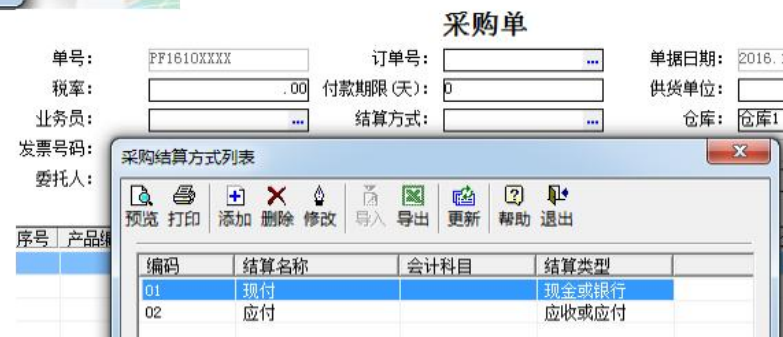 采购单
单号: PF1610XXXX 订单号: ... 单据日期: 2016.
税率: .00 付款期限(天): 0 供货单位:
业务员: ... 结算方式: ... 仓库: 仓库1
发票号码:
委托人:
采购结算方式列表
预览 打印 添加 删除 修改 导入 导出 更新 帮助 退出
序号 产品编
编码 结算名称 会计科目 结算类型
01 现付 现金或银行
02 应付 应收或应付